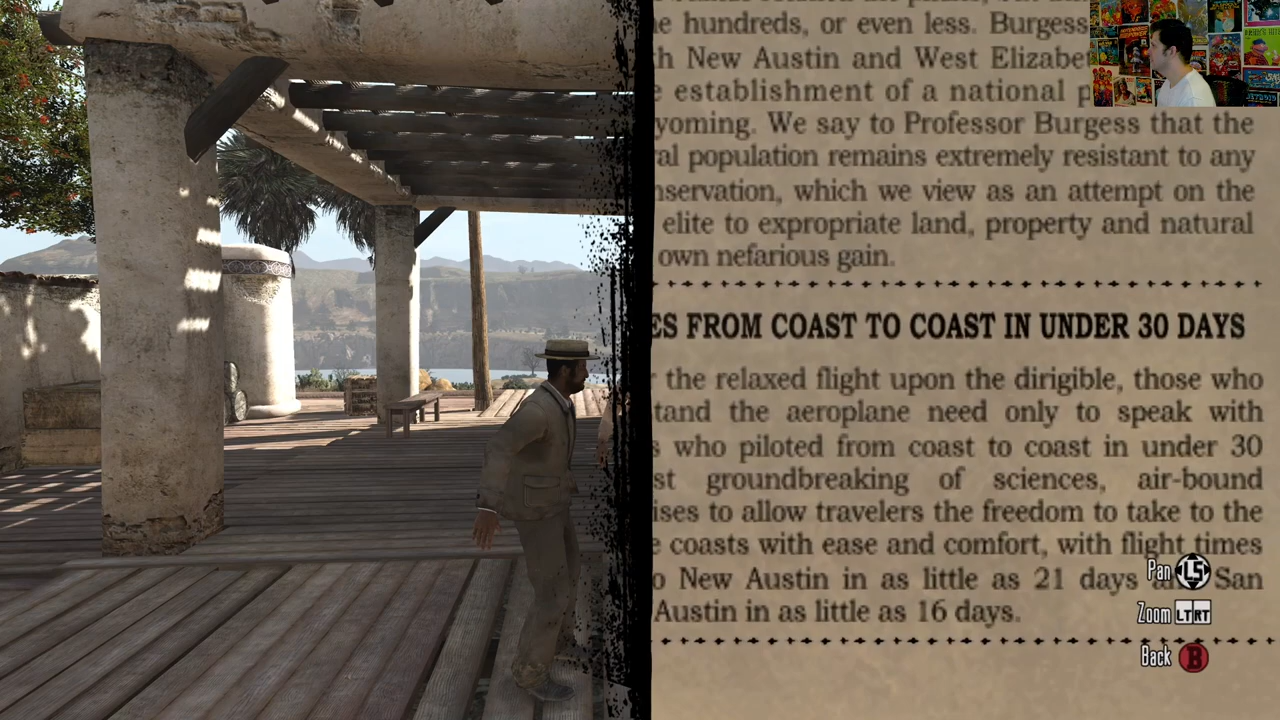 e hundreds, or even less. Burgess
h New Austin and West Elizabet
e establishment of a national p
yoming. We say to Professor Burgess that the
al population remains extremely resistant to any
nservation, which we view as an attempt on the
elite to expropriate land, property and natural
own nefarious gain.
ES FROM COAST TO COAST IN UNDER 30 DAYS
r the relaxed flight upon the dirigible, those who
tand the aeroplane need only to speak with
s who piloted from coast to coast in under 30
st groundbreaking of sciences, air-bound
ises to allow travelers the freedom to take to the
e coasts with ease and comfort, with flight times
o New Austin in as little as 21 days and San
Austin in as little as 16 days.
Pan LS
Zoom LT RT
Back B